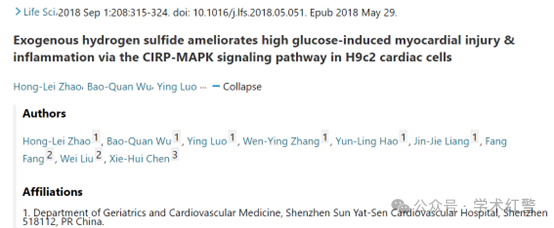 Life Sci.2018 Sep 1:208:315-324. doi: 10.1016/j.lfs.2018.05.051. Epub 2018 May 29.
Exogenous hydrogen sulfide ameliorates high glucose-induced myocardial injury &
inflammation via the CIRP-MAPK signaling pathway in H9c2 cardiac cells
Hong-Lei Zhao, Bao-Quan Wu, Ying Luo ··· — Collapse
Authors
Hong-Lei Zhao 1, Bao-Quan Wu 1, Ying Luo 1, Wen-Ying Zhang 1, Yun-Ling Hao 1, Jin-Jie Liang 1, Fang
Fang 2, Wei Liu 2, Xie-Hui Chen 3
Affiliations
1. Department of Geriatrics and Cardiovascular Medicine, Shenzhen Sun Yat-Sen Cardiovascular Hospital, Shenzhen
518112, PR China.
公众号 · 学术红警